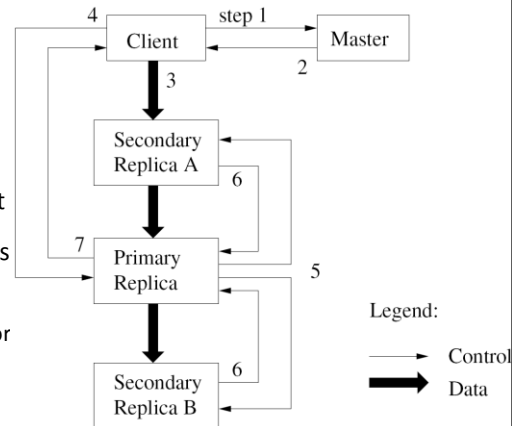 4
step 1
Client
Master
2
3
Secondary
Replica A
6
t
7
Primary
Replica
s
5
Legend:
or
Control
6
Data
Secondary
Replica B